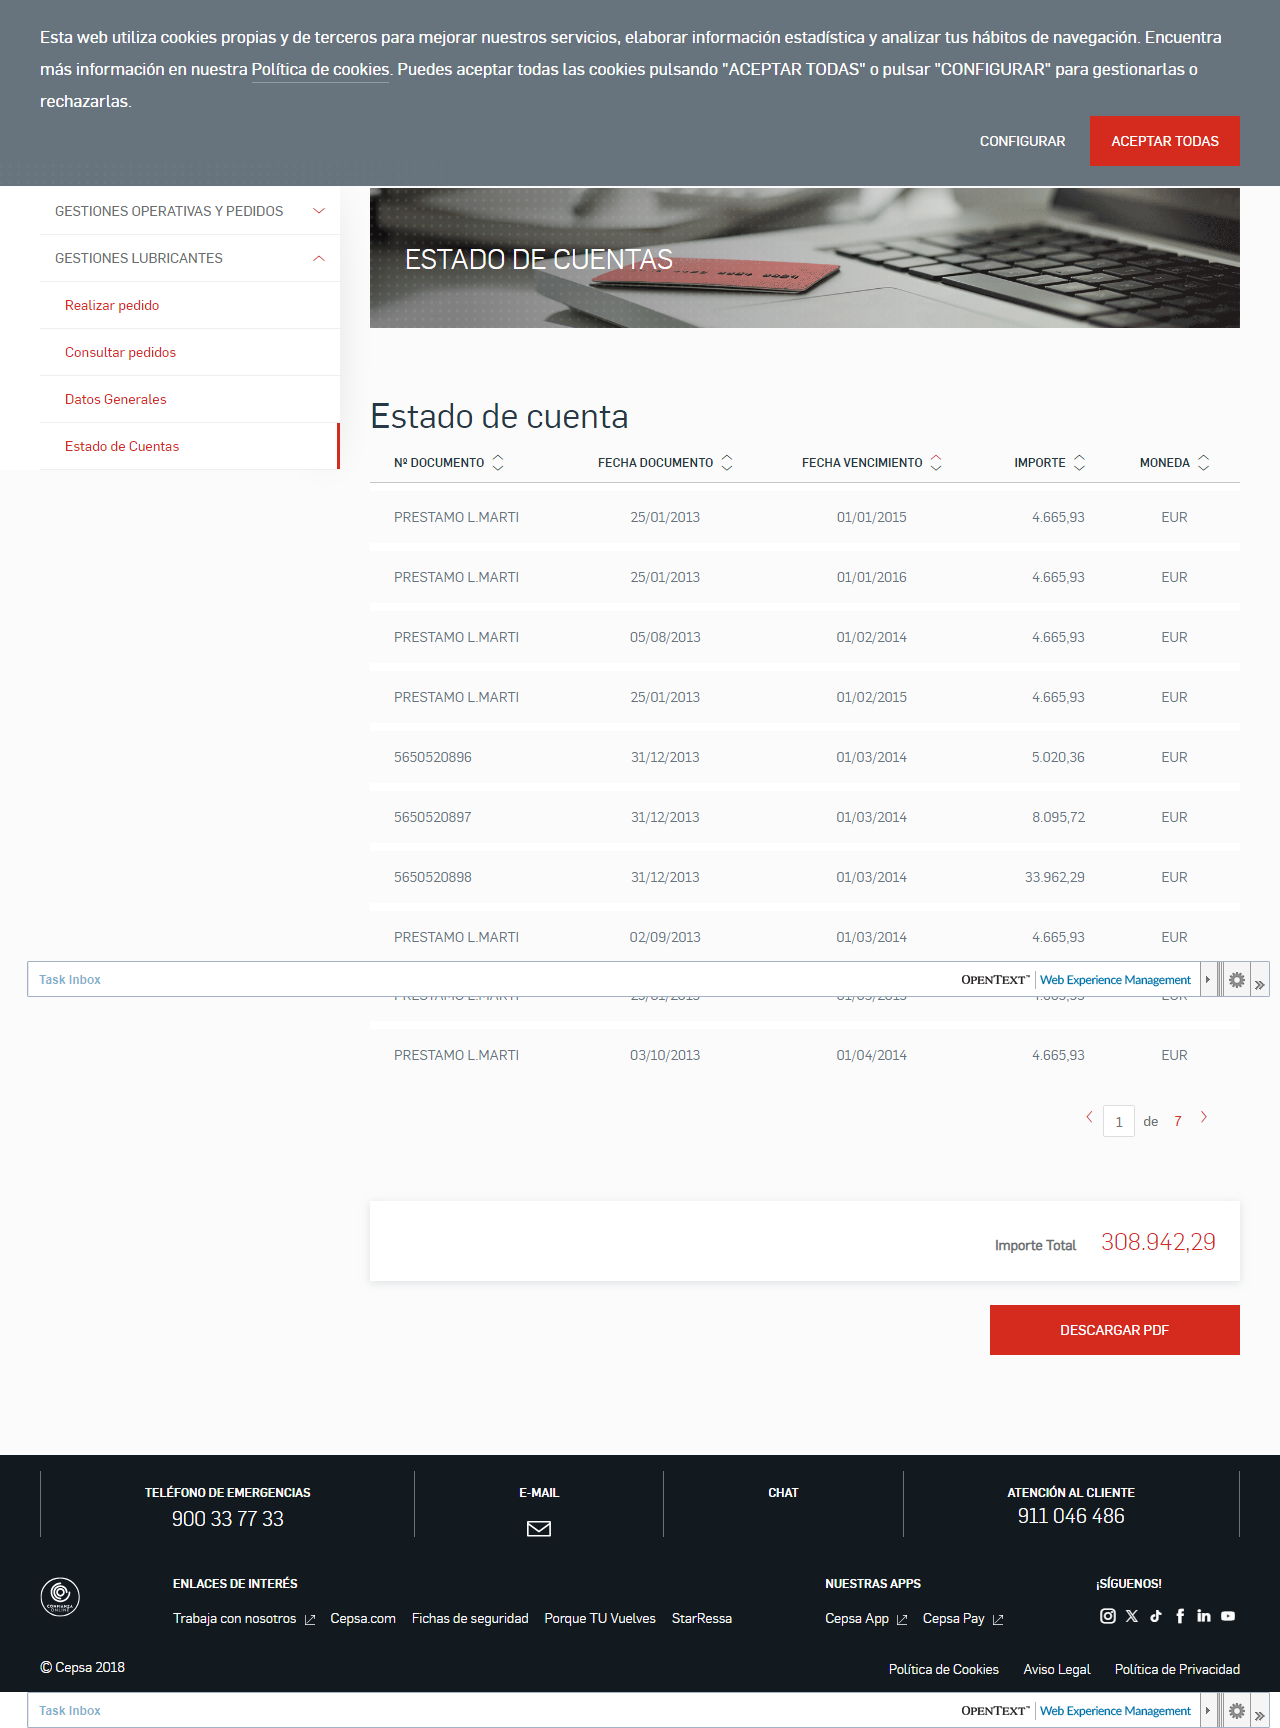 Esta web utiliza cookies propias y de terceros para mejorar nuestros servicios, elaborar información estadística y analizar tus hábitos de navegación. Encuentra
más información en nuestra Política de cookies. Puedes aceptar todas las cookies pulsando "ACEPTAR TODAS" o pulsar "CONFIGURAR" para gestionarlas o
rechazarlas.
CONFIGURAR ACEPTAR TODAS
GESTIONES OPERATIVAS Y PEDIDOS
GESTIONES LUBRICANTES
Realizar pedido
Consultar pedidos
Datos Generales
Estado de Cuentas
ESTADO DE CUENTAS
Estado de cuenta
Nº DOCUMENTO FECHA DOCUMENTO FECHA VENCIMIENTO IMPORTE MONEDA
PRESTAMO L.MARTI 25/01/2013 01/01/2015 4.665,93 EUR
PRESTAMO L.MARTI 25/01/2013 01/01/2016 4.665,93 EUR
PRESTAMO L.MARTI 05/08/2013 01/02/2014 4.665,93 EUR
PRESTAMO L.MARTI 25/01/2013 01/02/2015 4.665,93 EUR
5650520896 31/12/2013 01/03/2014 5.020,36 EUR
5650520897 31/12/2013 01/03/2014 8.095,72 EUR
5650520898 31/12/2013 01/03/2014 33.962,29 EUR
PRESTAMO L.MARTI 02/09/2013 01/03/2014 4.665,93 EUR
Task Inbox OPENTEXT™ Web Experience Management
PRESTAMO L.MARTI 03/10/2013 01/04/2014 4.665,93 EUR
1 de 7
Importe Total 308.942,29
DESCARGAR PDF
TELÉFONO DE EMERGENCIAS E-MAIL CHAT ATENCIÓN AL CLIENTE
900 33 77 33 911 046 486
CONFIANZA
ONLINE
ENLACES DE INTERÉS NUESTRAS APPS ¡SÍGUENOS!
Trabaja con nosotros Cepsa.com Fichas de seguridad Porque TU Vuelves StarRessa Cepsa App Cepsa Pay
© Cepsa 2018 Política de Cookies Aviso Legal Política de Privacidad
Task Inbox OPENTEXT™ Web Experience Management